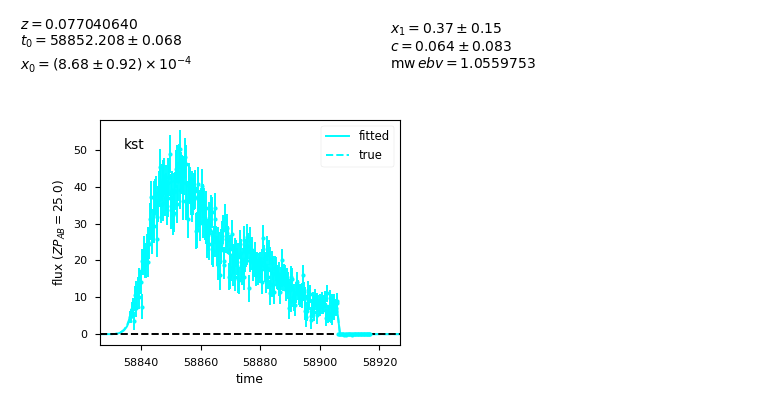 z = 0.077040640
t₀ = 58852.208 ± 0.068
x₀ = (8.68 ± 0.92) × 10⁻⁴
x₁ = 0.37 ± 0.15
c = 0.064 ± 0.083
mw ebv = 1.0559753
kst
fitted
true
50
40
30
20
10
0
flux (ZP_AB = 25.0)
58840 58860 58880 58900 58920
time